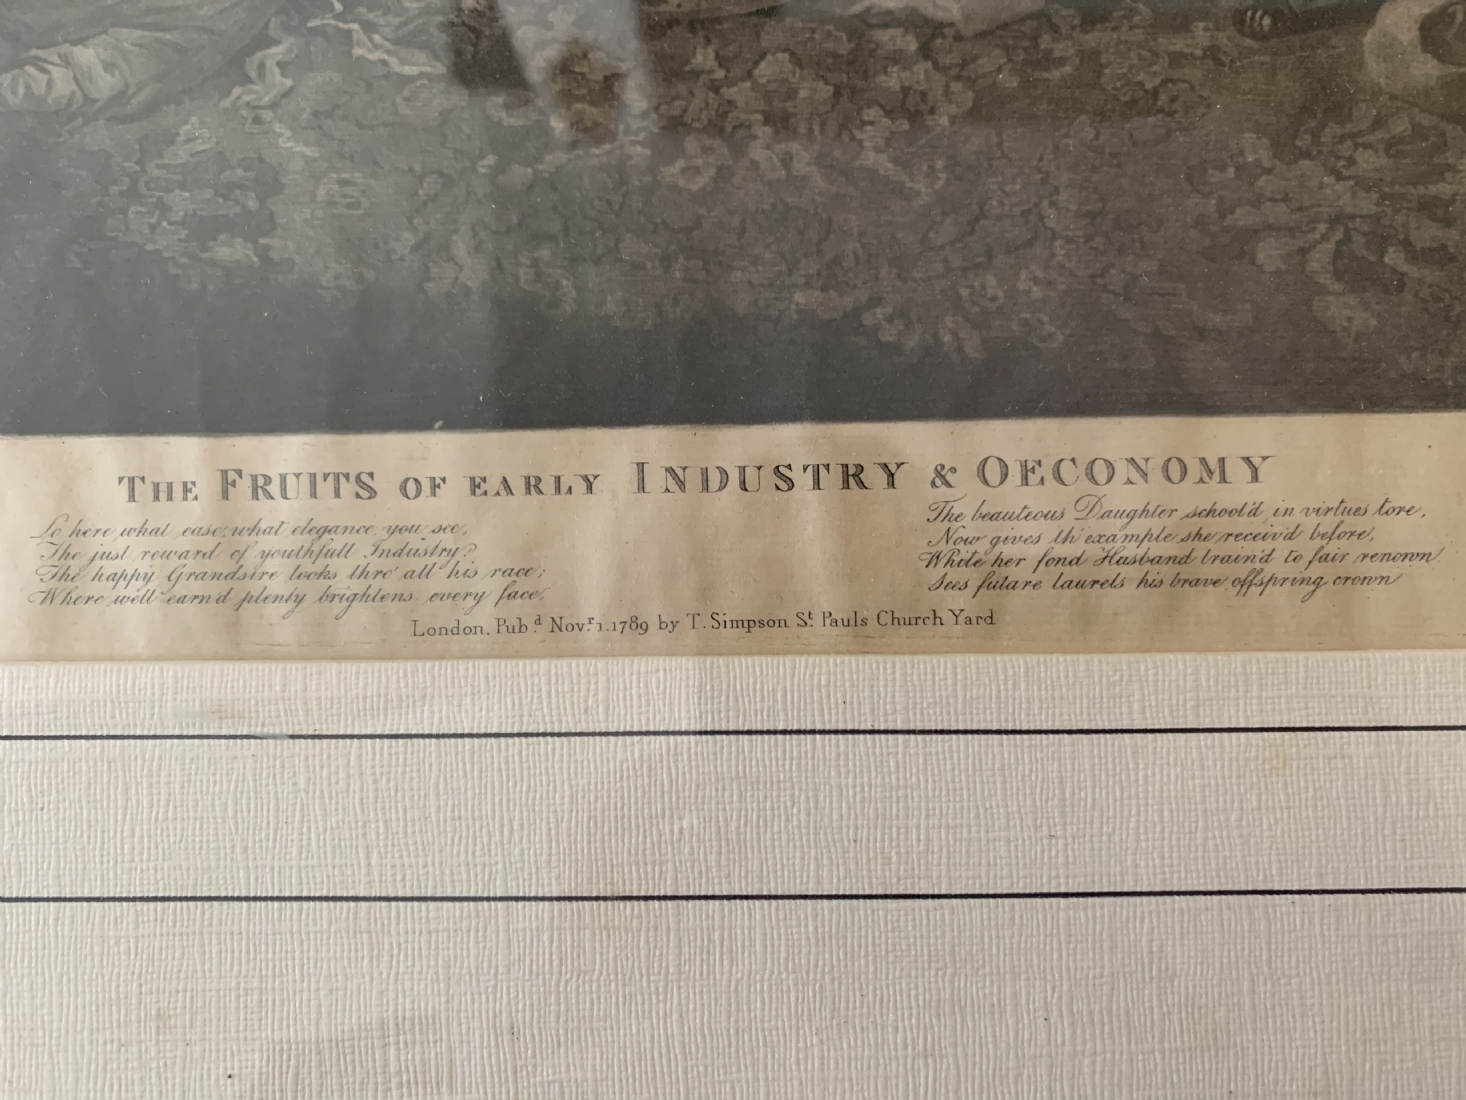 THE FRUITS OF EARLY INDUSTRY & OECONOMY
Lo here what ease, what elegance you see,
The just reward of youthfull Industry?
The happy Grandsire looks thro' all his race;
Where well earn'd plenty brightens every face,
The beauteous Daughter school'd in virtues lore,
Now gives th' example she receiv'd before,
While her fond Husband train'd to fair renown
Sees future laurels his brave offspring crown
London. Pub.d Nov.r 1. 1789 by T. Simpson St. Pauls Church Yard